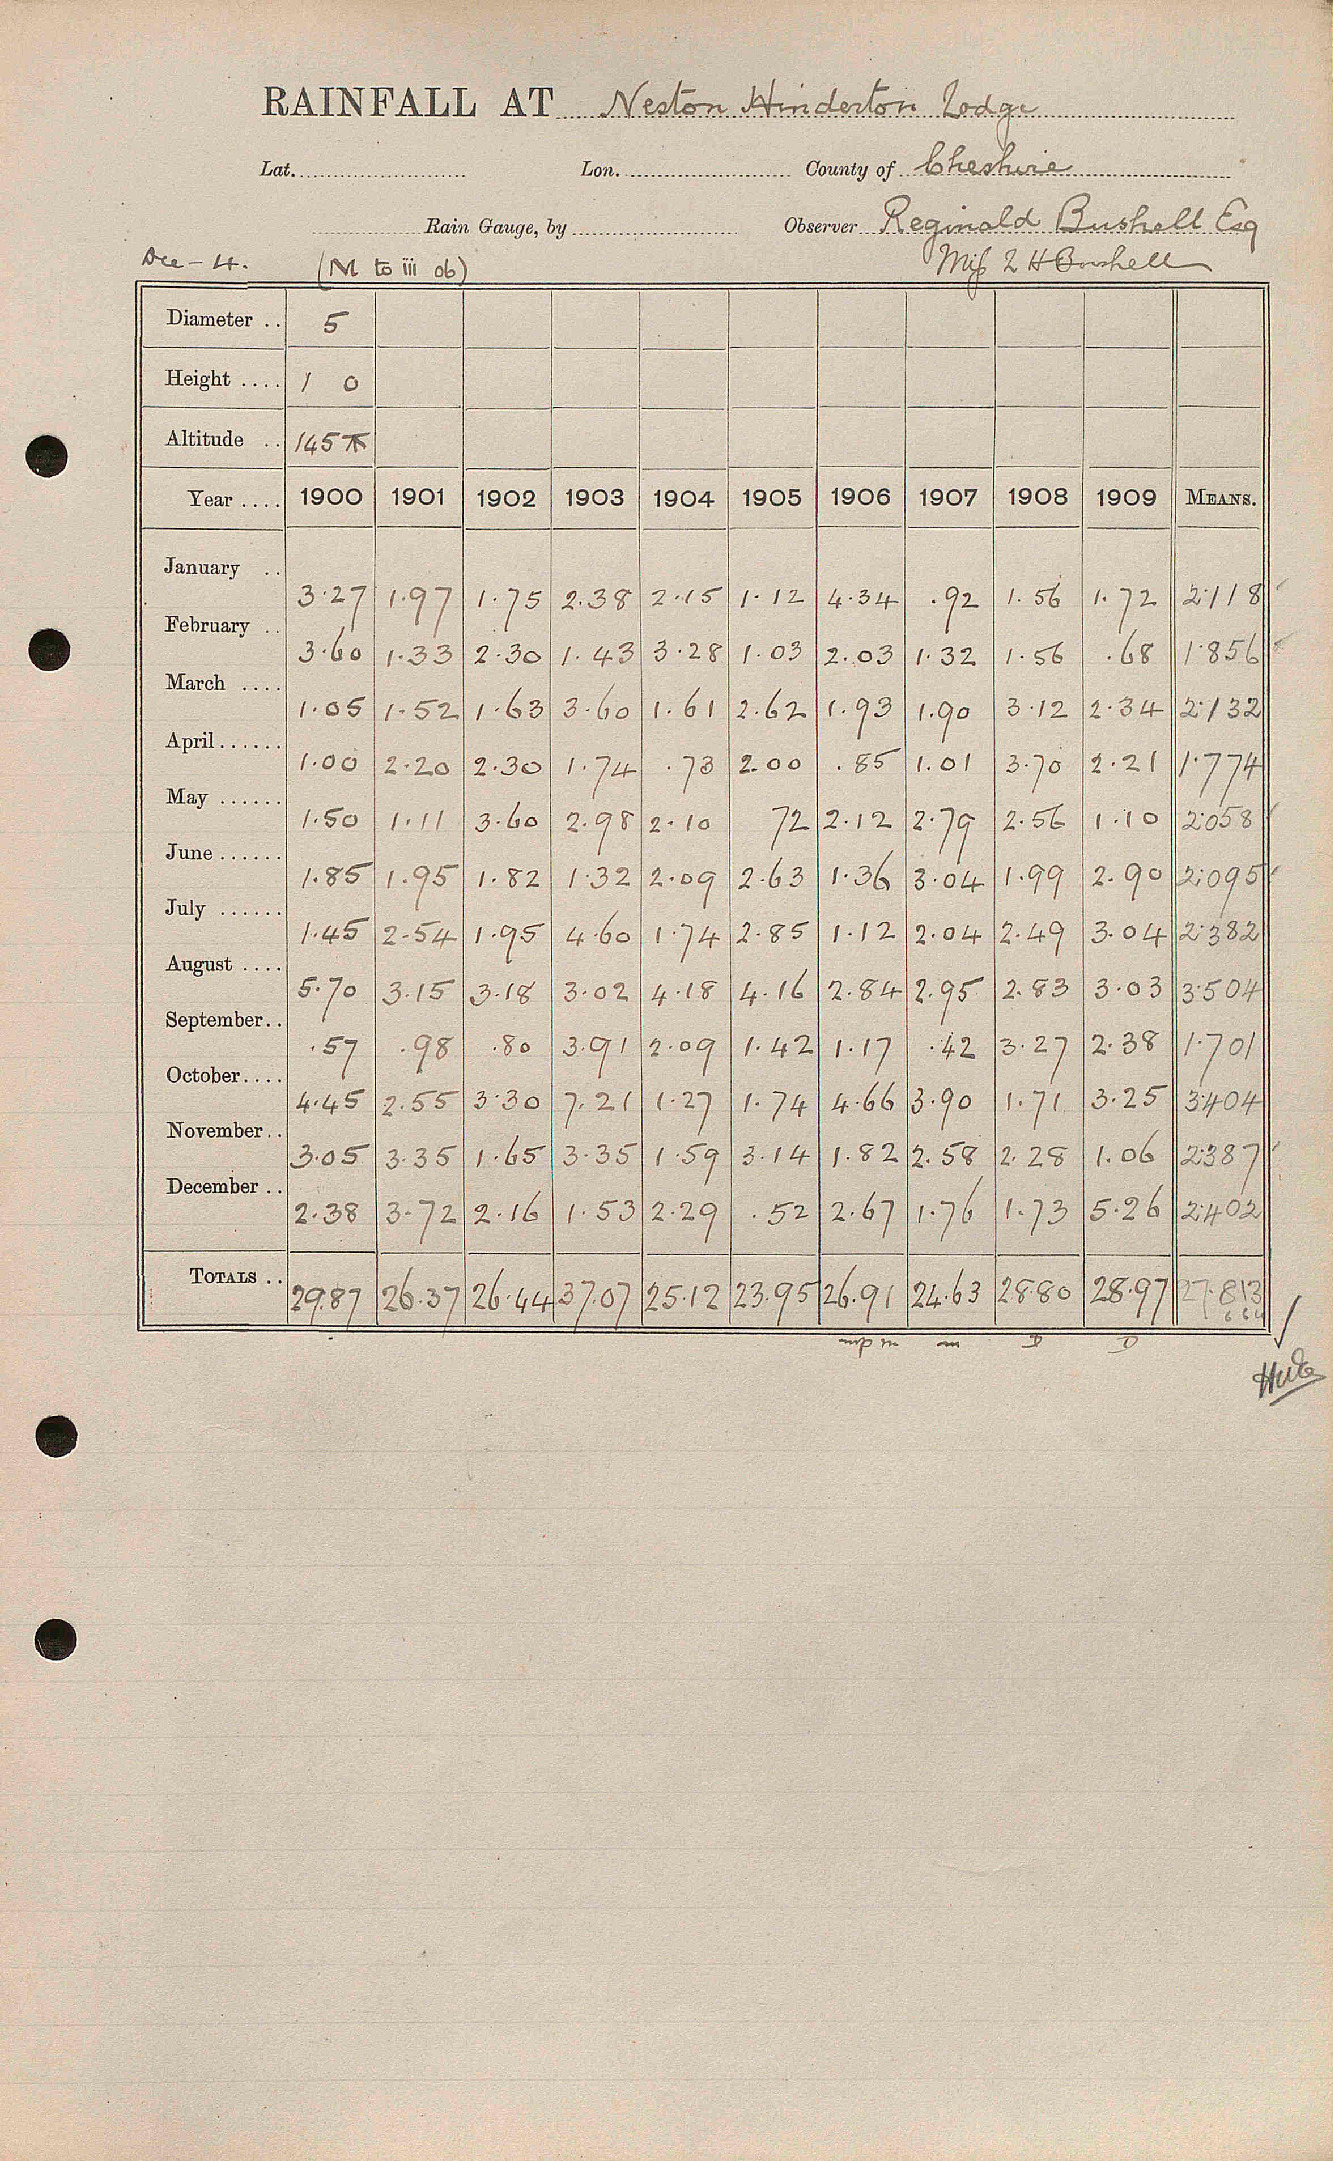 RAINFALL AT Neston Hinderton Lodge
Lat. Lon. County of Cheshire
Rain Gauge, by Observer Reginald Bushell Esq
Dec - 4. (M to iii 06) Miss L H Bushell
Diameter .. 5
Height .... 1 0
Altitude .. 145
Year .... 1900 1901 1902 1903 1904 1905 1906 1907 1908 1909 MEANS.
January .. 3.27 1.97 1.75 2.38 2.15 1.12 4.34 .92 1.56 1.72 2.118
February .. 3.60 1.33 2.30 1.43 3.28 1.03 2.03 1.32 1.56 .68 1.856
March .... 1.05 1.52 1.63 3.60 1.61 2.62 1.93 1.90 3.12 2.34 2.132
April ...... 1.00 2.20 2.30 1.74 .73 2.00 .85 1.01 3.70 2.21 1.774
May ...... 1.50 1.11 3.60 2.98 2.10 72 2.12 2.79 2.56 1.10 2.058
June ...... 1.85 1.95 1.82 1.32 2.09 2.63 1.36 3.04 1.99 2.90 2.095
July ...... 1.45 2.54 1.95 4.60 1.74 2.85 1.12 2.04 2.49 3.04 2.382
August .... 5.70 3.15 3.18 3.02 4.18 4.16 2.84 2.95 2.83 3.03 3.504
September .. .57 .98 .80 3.91 2.09 1.42 1.17 .42 3.27 2.38 1.701
October .... 4.45 2.55 3.30 7.21 1.27 1.74 4.66 3.90 1.71 3.25 3.404
November .. 3.05 3.35 1.65 3.35 1.59 3.14 1.82 2.58 2.28 1.06 2.387
December .. 2.38 3.72 2.16 1.53 2.29 .52 2.67 1.76 1.73 5.26 2.402
TOTALS .. 29.87 26.37 26.44 37.07 25.12 23.95 26.91 24.63 28.80 28.97 27.813
D D